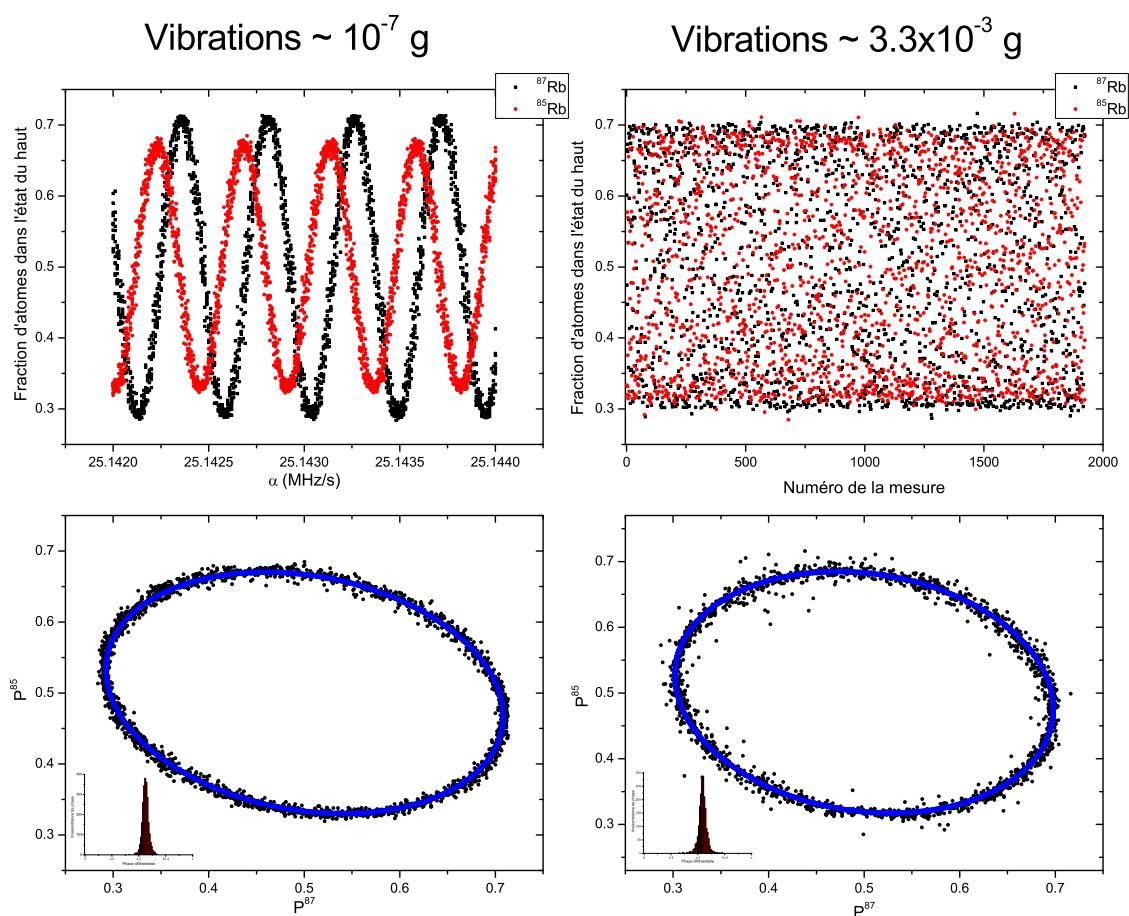 Vibrations ~ 10⁻⁷ g
Vibrations ~ 3.3x10⁻³ g
⁸⁷Rb
⁸⁵Rb
Fraction d'atomes dans l'état du haut
0.7
0.6
0.5
0.4
0.3
25.1420 25.1425 25.1430 25.1435 25.1440
α (MHz/s)
⁸⁷Rb
⁸⁵Rb
Fraction d'atomes dans l'état du haut
0.7
0.6
0.5
0.4
0.3
0 500 1000 1500 2000
Numéro de la mesure
P⁸⁵
0.7
0.6
0.5
0.4
0.3
0.3 0.4 0.5 0.6 0.7
P⁸⁷
Phase différentielle
P⁸⁵
0.7
0.6
0.5
0.4
0.3
0.3 0.4 0.5 0.6 0.7
P⁸⁷
Phase différentielle